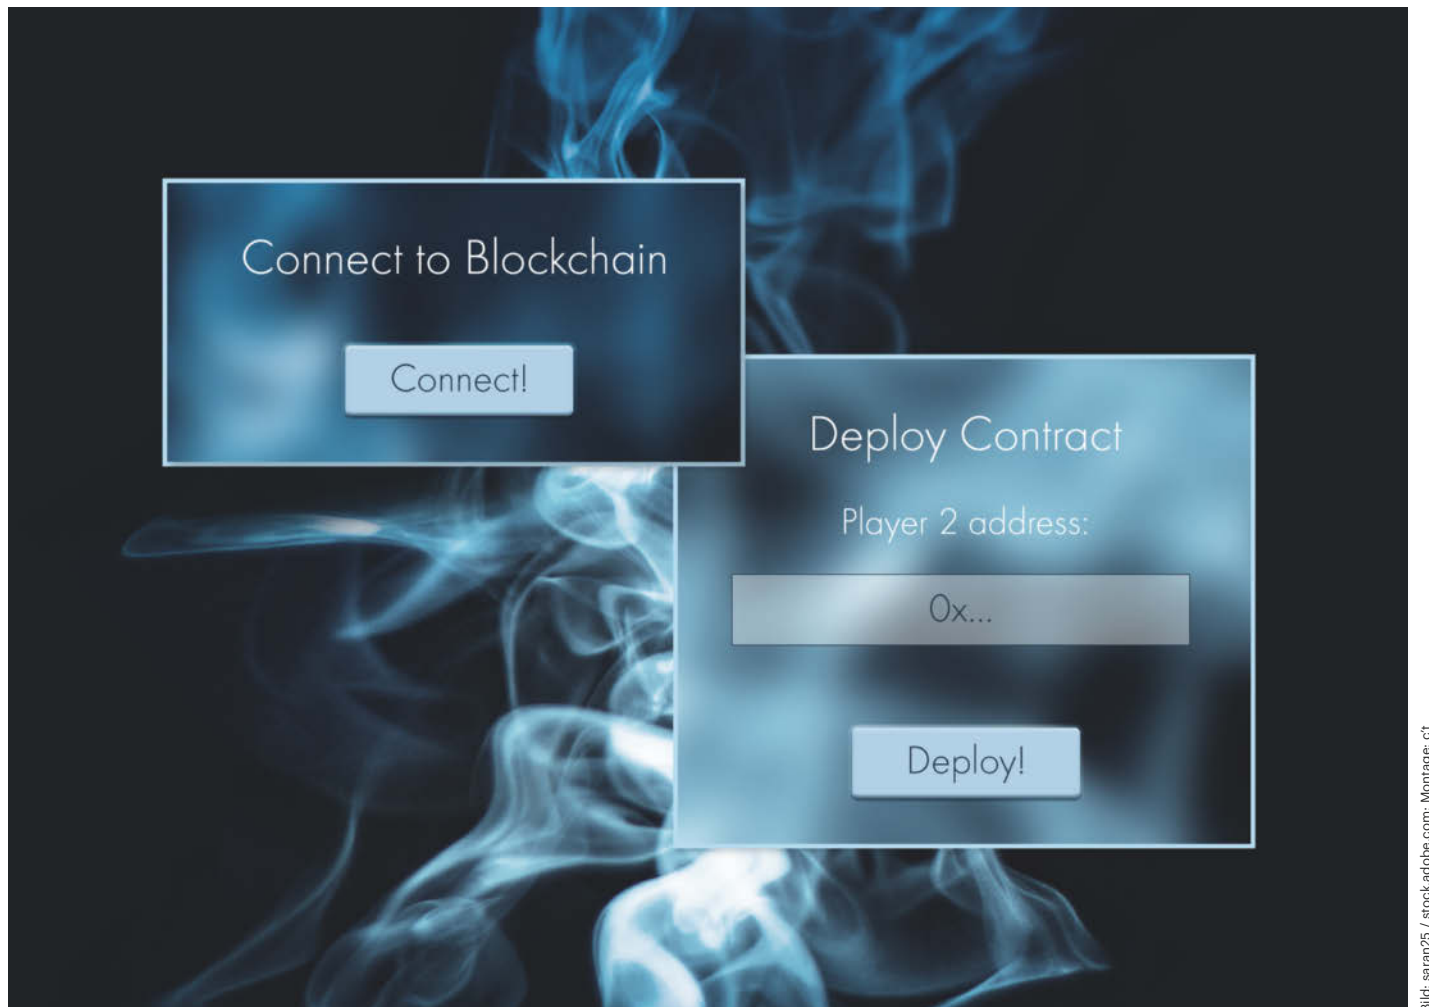 Connect to Blockchain
Connect!
Deploy Contract
Player 2 address:
0x...
Deploy!
Bild: saran25 / stock.adobe.com; Montage: c't